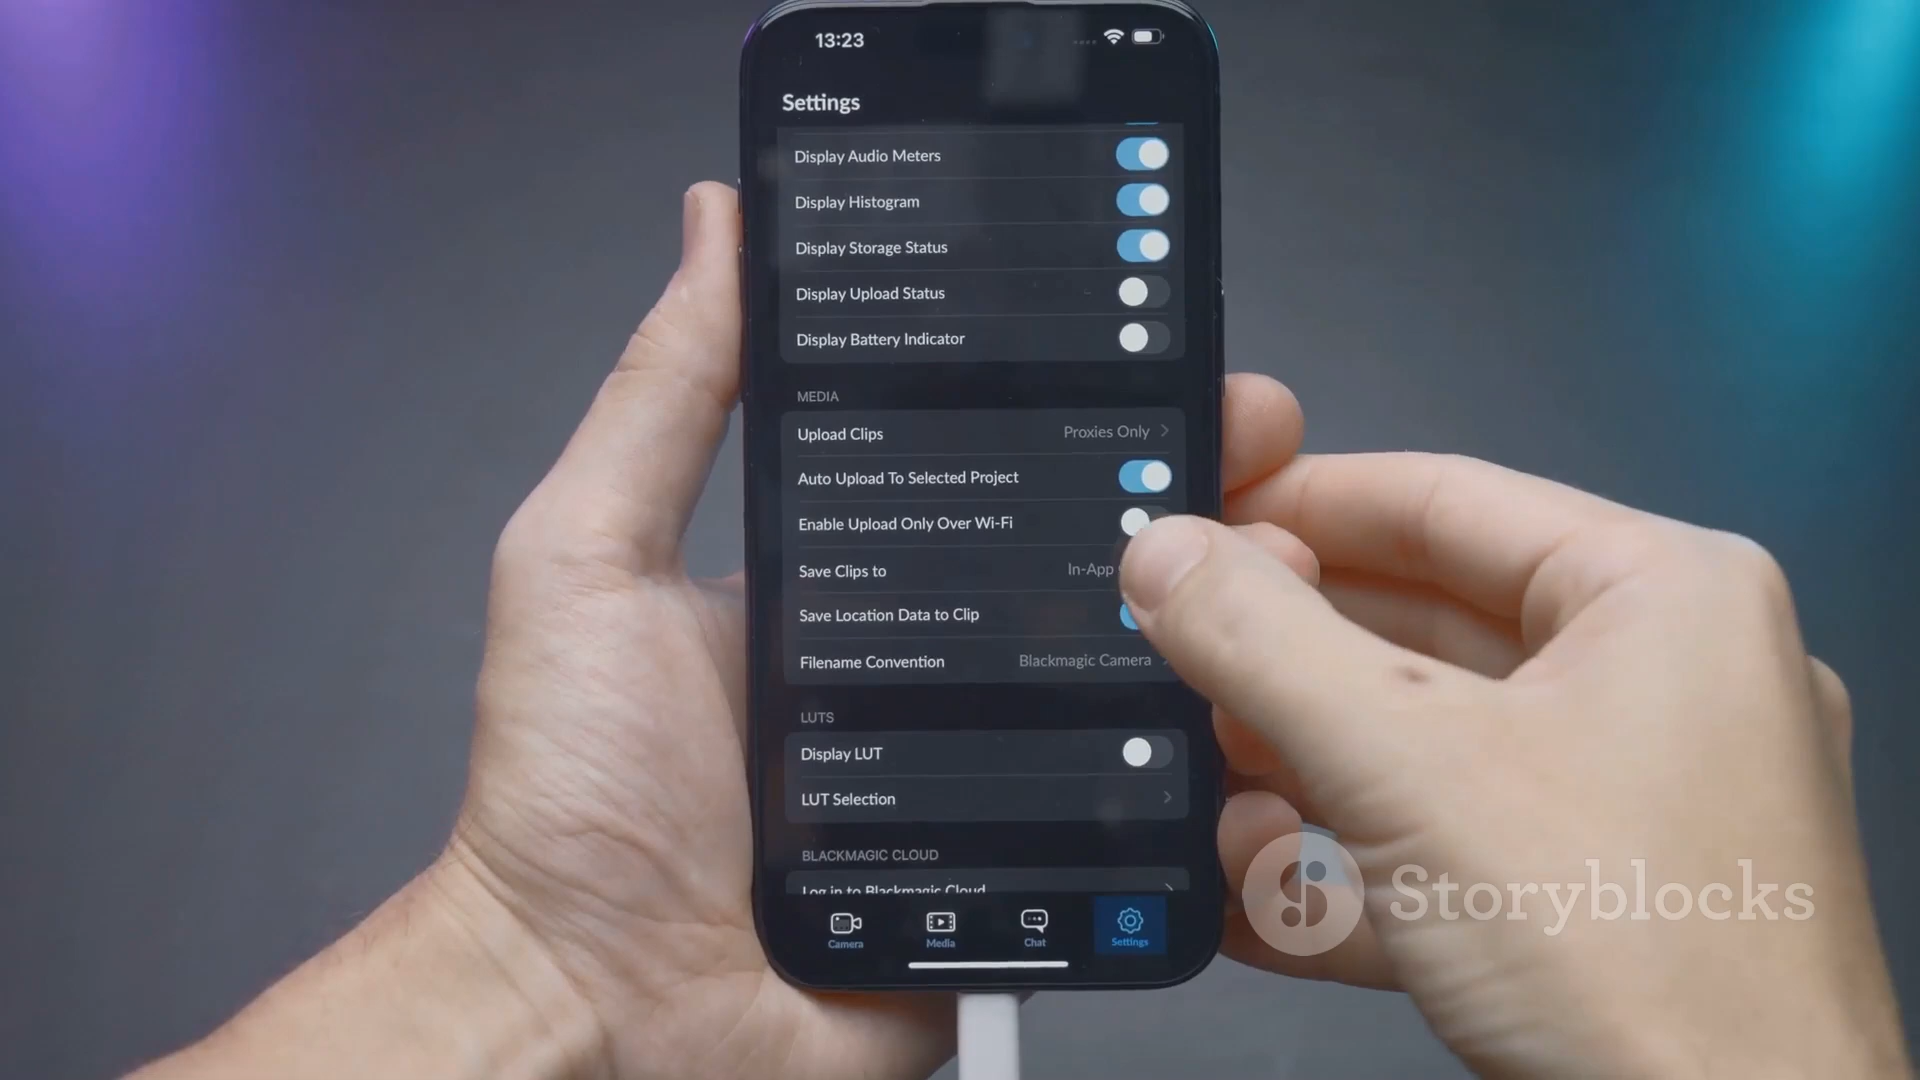 13:23
Settings
Display Audio Meters
Display Histogram
Display Storage Status
Display Upload Status
Display Battery Indicator
MEDIA
Upload Clips Proxies Only
Auto Upload To Selected Project
Enable Upload Only Over Wi-Fi
Save Clips to In-App
Save Location Data to Clip
Filename Convention Blackmagic Camera
LUTS
Display LUT
LUT Selection
BLACKMAGIC CLOUD
Log in to Blackmagic Cloud
Camera Media Chat Settings
Storyblocks